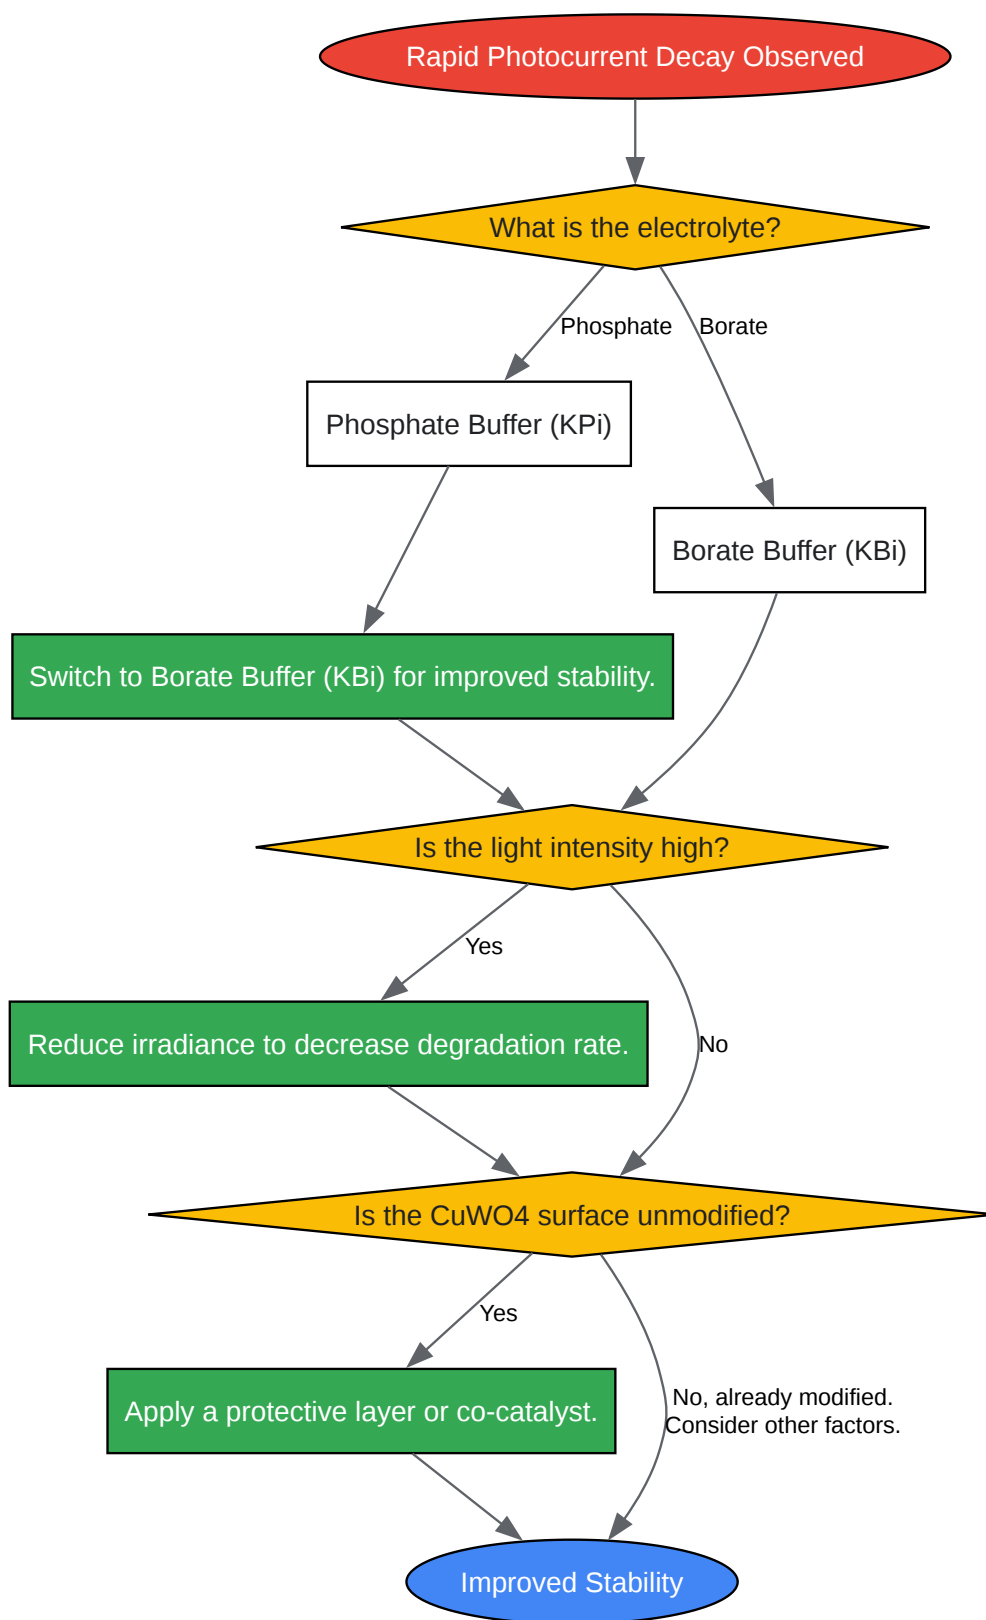 Rapid Photocurrent Decay Observed
What is the electrolyte?
Phosphate
Borate
Phosphate Buffer (KPi)
Borate Buffer (KBi)
Switch to Borate Buffer (KBi) for improved stability.
Is the light intensity high?
Yes
Reduce irradiance to decrease degradation rate.
No
Is the CuWO4 surface unmodified?
Yes
No, already modified.
Consider other factors.
Apply a protective layer or co-catalyst.
Improved Stability